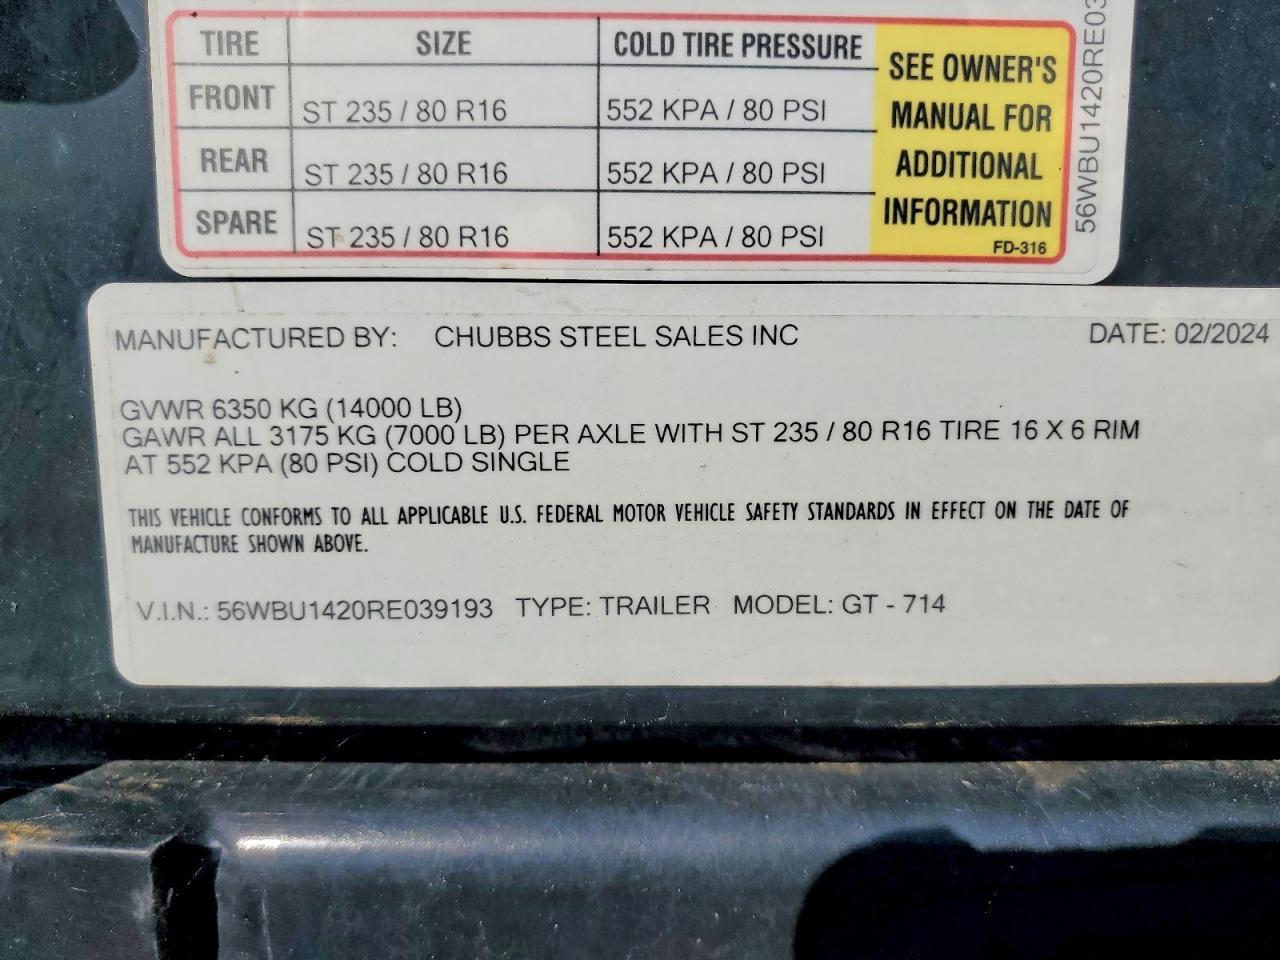 TIRE SIZE COLD TIRE PRESSURE
FRONT ST 235 / 80 R16 552 KPA / 80 PSI
REAR ST 235 / 80 R16 552 KPA / 80 PSI
SPARE ST 235 / 80 R16 552 KPA / 80 PSI
SEE OWNER'S
MANUAL FOR
ADDITIONAL
INFORMATION
FD-316
56WBU1420RE03
MANUFACTURED BY: CHUBBS STEEL SALES INC DATE: 02/2024
GVWR 6350 KG (14000 LB)
GAWR ALL 3175 KG (7000 LB) PER AXLE WITH ST 235 / 80 R16 TIRE 16 X 6 RIM
AT 552 KPA (80 PSI) COLD SINGLE
THIS VEHICLE CONFORMS TO ALL APPLICABLE U.S. FEDERAL MOTOR VEHICLE SAFETY STANDARDS IN EFFECT ON THE DATE OF
MANUFACTURE SHOWN ABOVE.
V.I.N.: 56WBU1420RE039193 TYPE: TRAILER MODEL: GT - 714